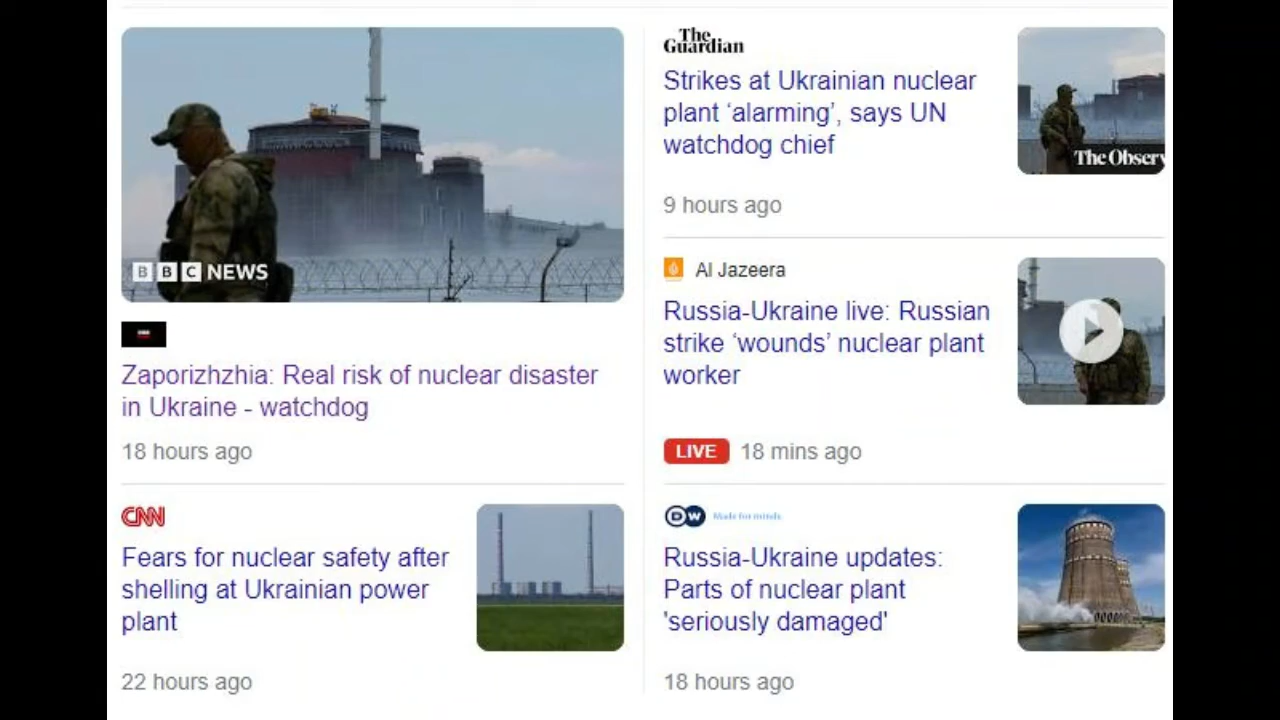 BBC NEWS
Zaporizhzhia: Real risk of nuclear disaster
in Ukraine - watchdog
18 hours ago
CNN
Fears for nuclear safety after
shelling at Ukrainian power
plant
22 hours ago
The
Guardian
Strikes at Ukrainian nuclear
plant ‘alarming’, says UN
watchdog chief
The Observ
9 hours ago
Al Jazeera
Russia-Ukraine live: Russian
strike ‘wounds’ nuclear plant
worker
LIVE 18 mins ago
DW Made for minds
Russia-Ukraine updates:
Parts of nuclear plant
'seriously damaged'
18 hours ago